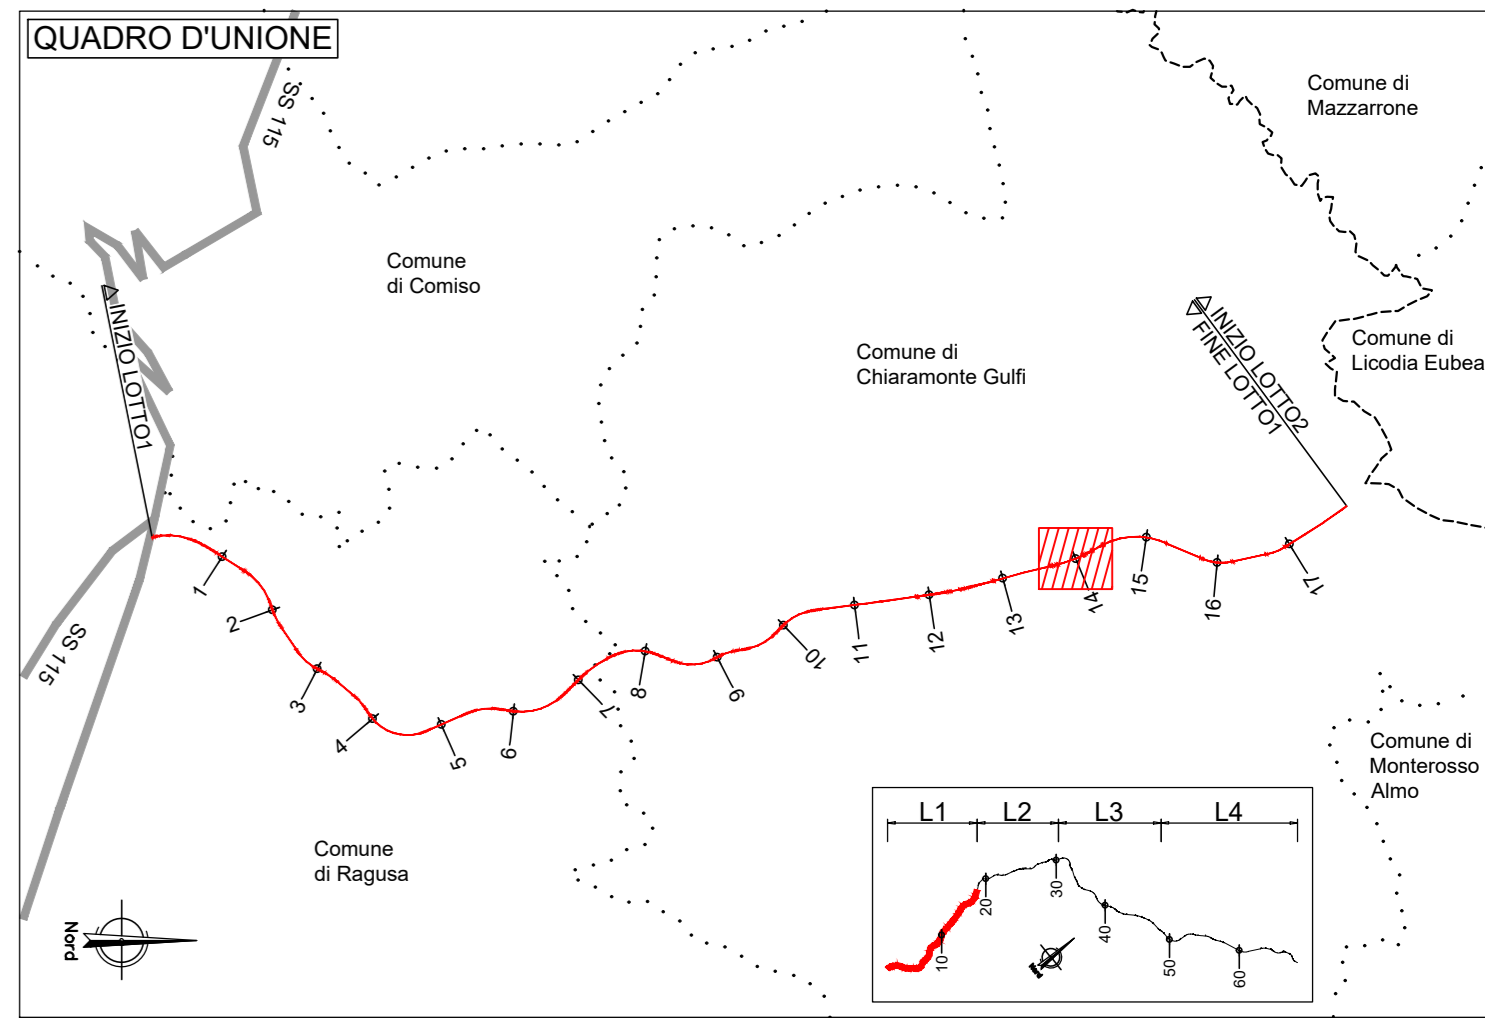 QUADRO D'UNIONE
SS 115
Comune di
Mazzarrone
Comune
di Comiso
INIZIO LOTTO1
Comune di
Chiaramonte Gulfi
INIZIO LOTTO2
FINE LOTTO1
Comune di
Licodia Eubea
1
2
3
4
5
6
7
8
9
10
11
12
13
14
15
16
17
SS 115
Comune di
Monterosso
Almo
Comune
di Ragusa
Nord
L1
L2
L3
L4
10
20
30
40
50
60